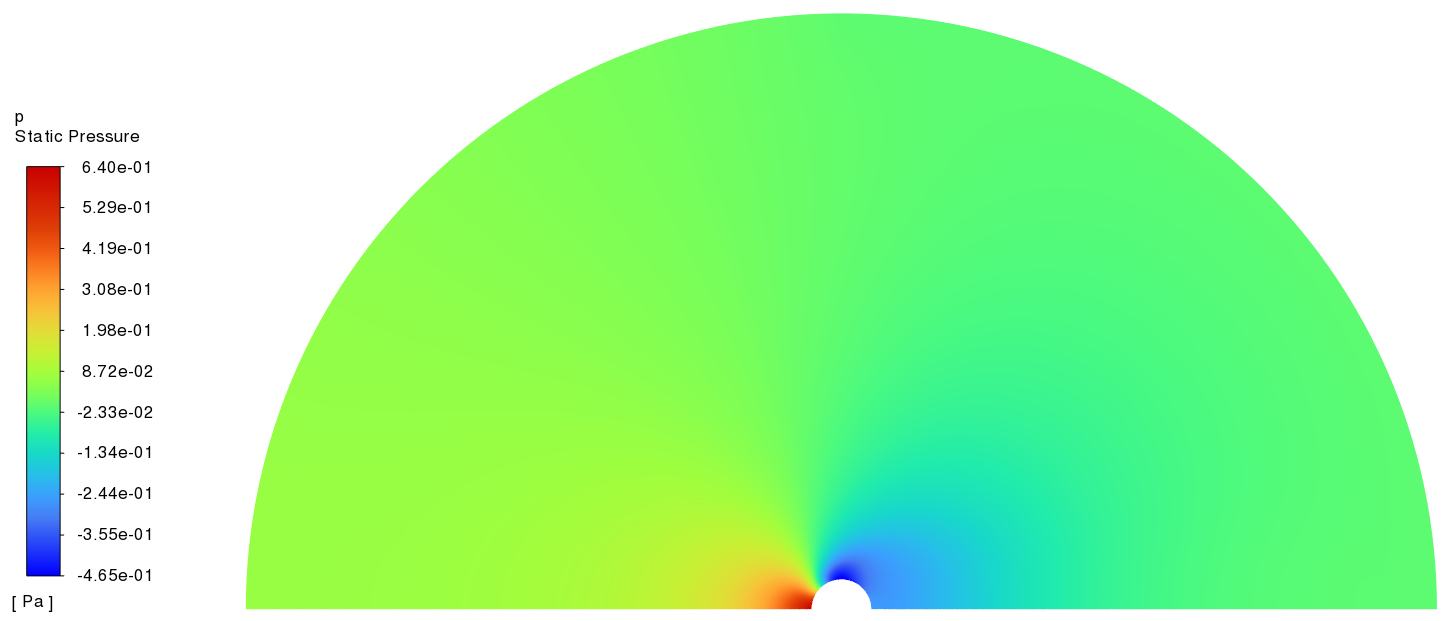 p
Static Pressure
6.40e-01
5.29e-01
4.19e-01
3.08e-01
1.98e-01
8.72e-02
-2.33e-02
-1.34e-01
-2.44e-01
-3.55e-01
-4.65e-01
[ Pa ]